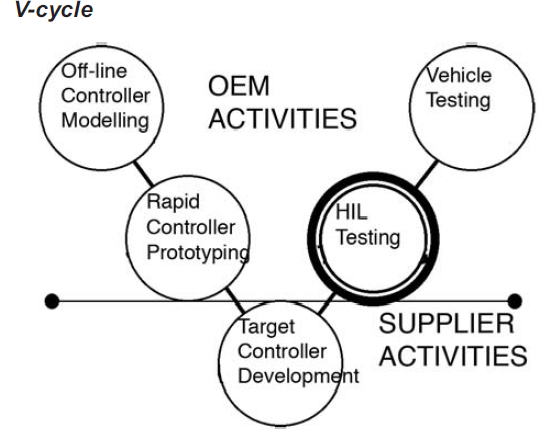 V-cycle
Off-line
Controller
Modelling
OEM
ACTIVITIES
Vehicle
Testing
Rapid
Controller
Prototyping
HIL
Testing
Target
Controller
Development
SUPPLIER
ACTIVITIES